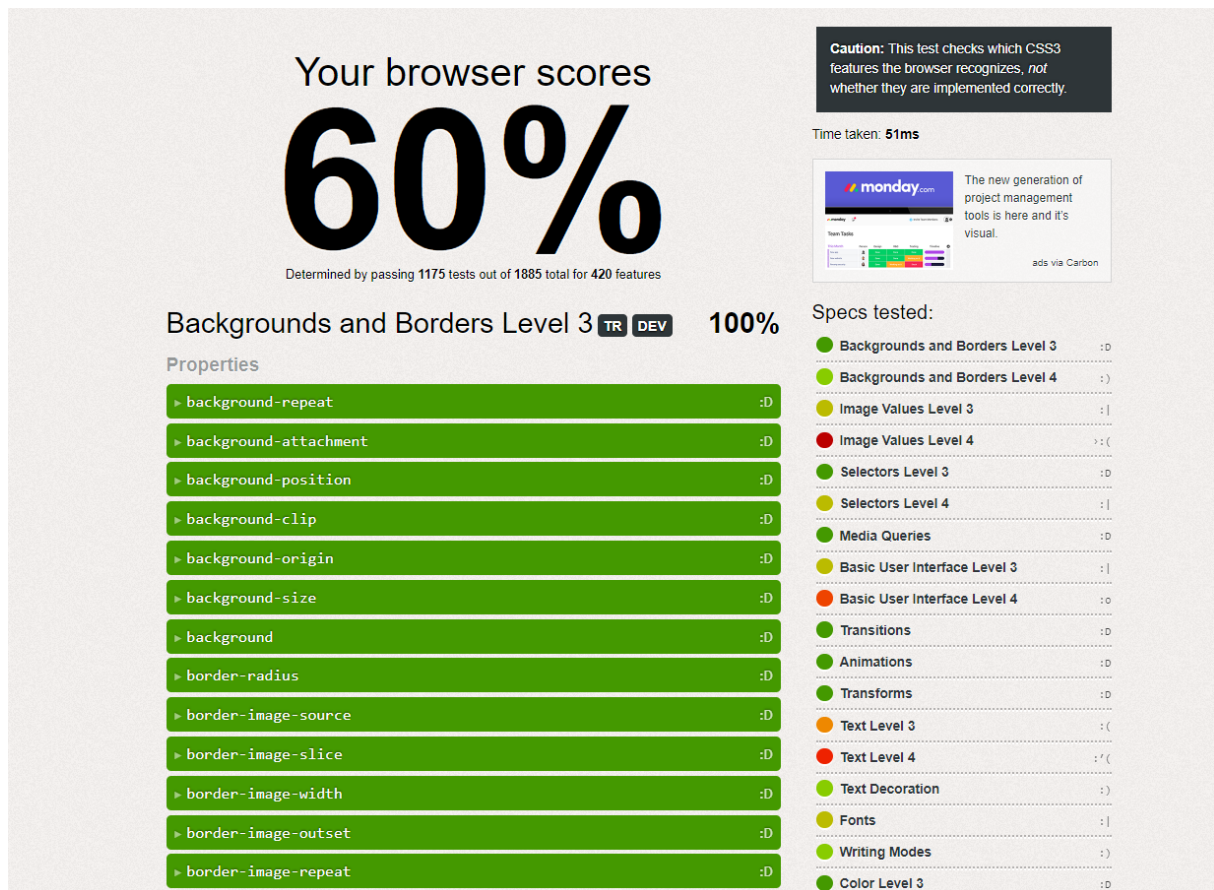 Your browser scores
60%
Determined by passing 1175 tests out of 1885 total for 420 features
Backgrounds and Borders Level 3 TR DEV 100%
Properties
▸ background-repeat :D
▸ background-attachment :D
▸ background-position :D
▸ background-clip :D
▸ background-origin :D
▸ background-size :D
▸ background :D
▸ border-radius :D
▸ border-image-source :D
▸ border-image-slice :D
▸ border-image-width :D
▸ border-image-outset :D
▸ border-image-repeat :D
Caution: This test checks which CSS3
features the browser recognizes, not
whether they are implemented correctly.
Time taken: 51ms
monday.com
monday
Team Tasks
The new generation of
project management
tools is here and it's
visual.
ads via Carbon
Specs tested:
Backgrounds and Borders Level 3 :D
Backgrounds and Borders Level 4 :)
Image Values Level 3 :|
Image Values Level 4 >:(
Selectors Level 3 :D
Selectors Level 4 :|
Media Queries :D
Basic User Interface Level 3 :|
Basic User Interface Level 4 :o
Transitions :D
Animations :D
Transforms :D
Text Level 3 :(
Text Level 4 :'(
Text Decoration :)
Fonts :|
Writing Modes :)
Color Level 3 :D